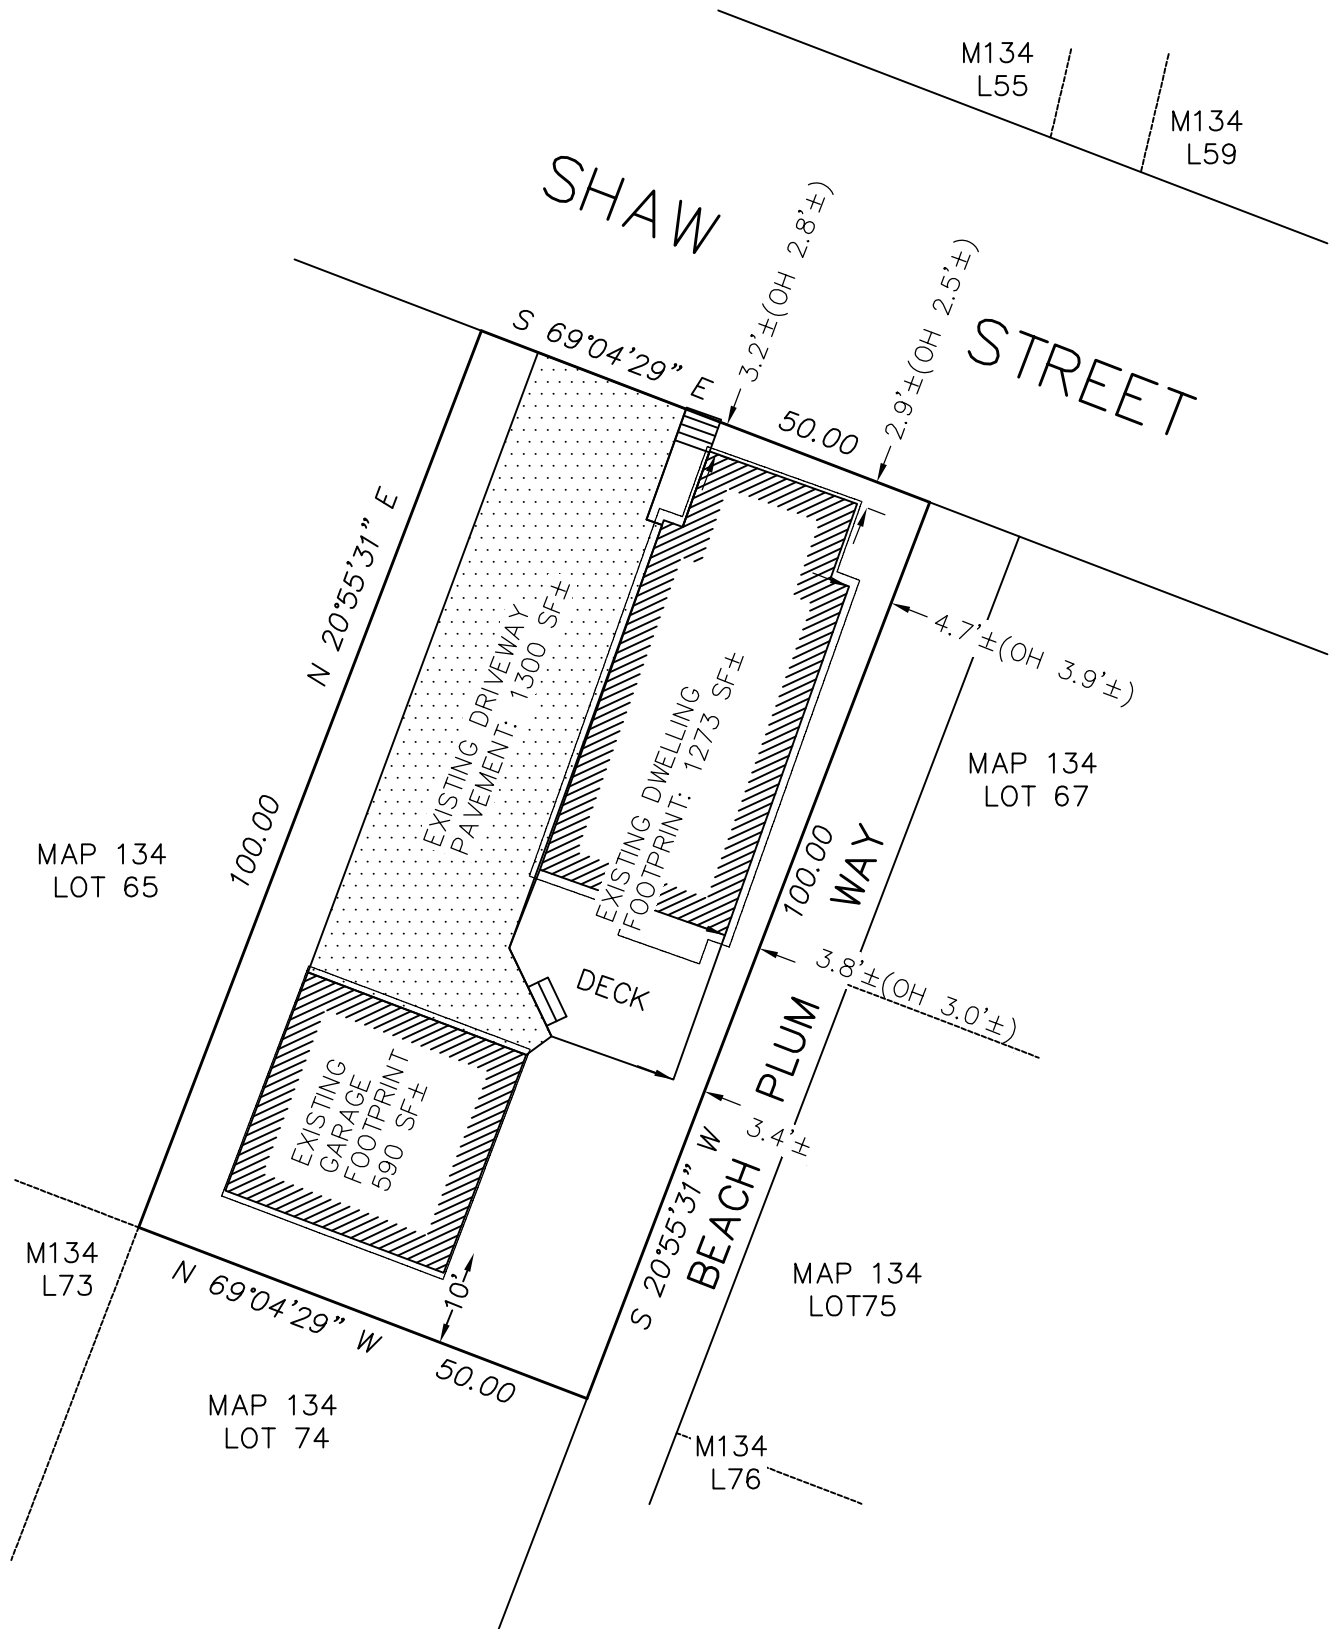 M134
L55
M134
L59
SHAW
STREET
3.2'±(OH 2.8'±)
2.9'±(OH 2.5'±)
S 69°04'29" E
50.00
N 20°55'31" E
100.00
EXISTING DRIVEWAY
PAVEMENT: 1300 SF±
EXISTING DWELLING
FOOTPRINT: 1273 SF±
4.7'±(OH 3.9'±)
MAP 134
LOT 67
MAP 134
LOT 65
100.00
BEACH PLUM WAY
3.8'±(OH 3.0'±)
DECK
EXISTING
GARAGE
FOOTPRINT
590 SF±
3.4'±
S 20°55'31" W
M134
L73
N 69°04'29" W
50.00
10'
MAP 134
LOT75
MAP 134
LOT 74
M134
L76